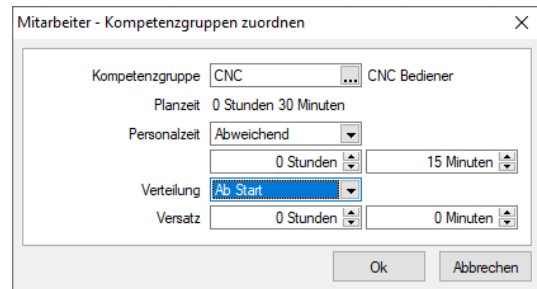 Mitarbeiter - Kompetenzgruppen zuordnen
Kompetenzgruppe CNC ... CNC Bediener
Planzeit 0 Stunden 30 Minuten
Personalzeit Abweichend
0 Stunden 15 Minuten
Verteilung Ab Start
Versatz 0 Stunden 0 Minuten
Ok Abbrechen